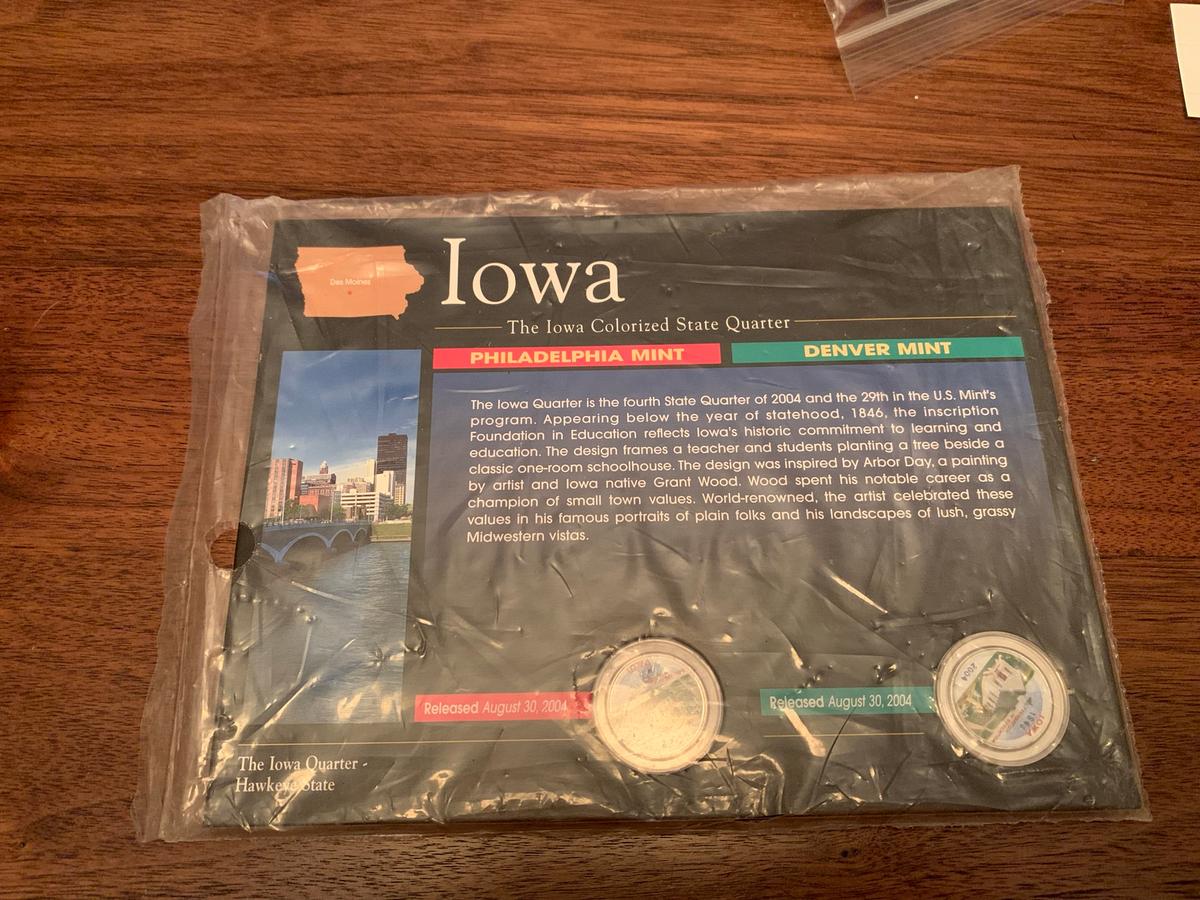 Iowa
Des Moines
The Iowa Colorized State Quarter
PHILADELPHIA MINT
DENVER MINT
The Iowa Quarter is the fourth State Quarter of 2004 and the 29th in the U.S. Mint's
program. Appearing below the year of statehood, 1846, the inscription
Foundation in Education reflects Iowa's historic commitment to learning and
education. The design frames a teacher and students planting a tree beside a
classic one-room schoolhouse. The design was inspired by Arbor Day, a painting
by artist and Iowa native Grant Wood. Wood spent his notable career as a
champion of small town values. World-renowned, the artist celebrated these
values in his famous portraits of plain folks and his landscapes of lush, grassy
Midwestern vistas.
Released August 30, 2004
Released August 30, 2004
IOWA
2004
1846
The Iowa Quarter -
Hawkeye State